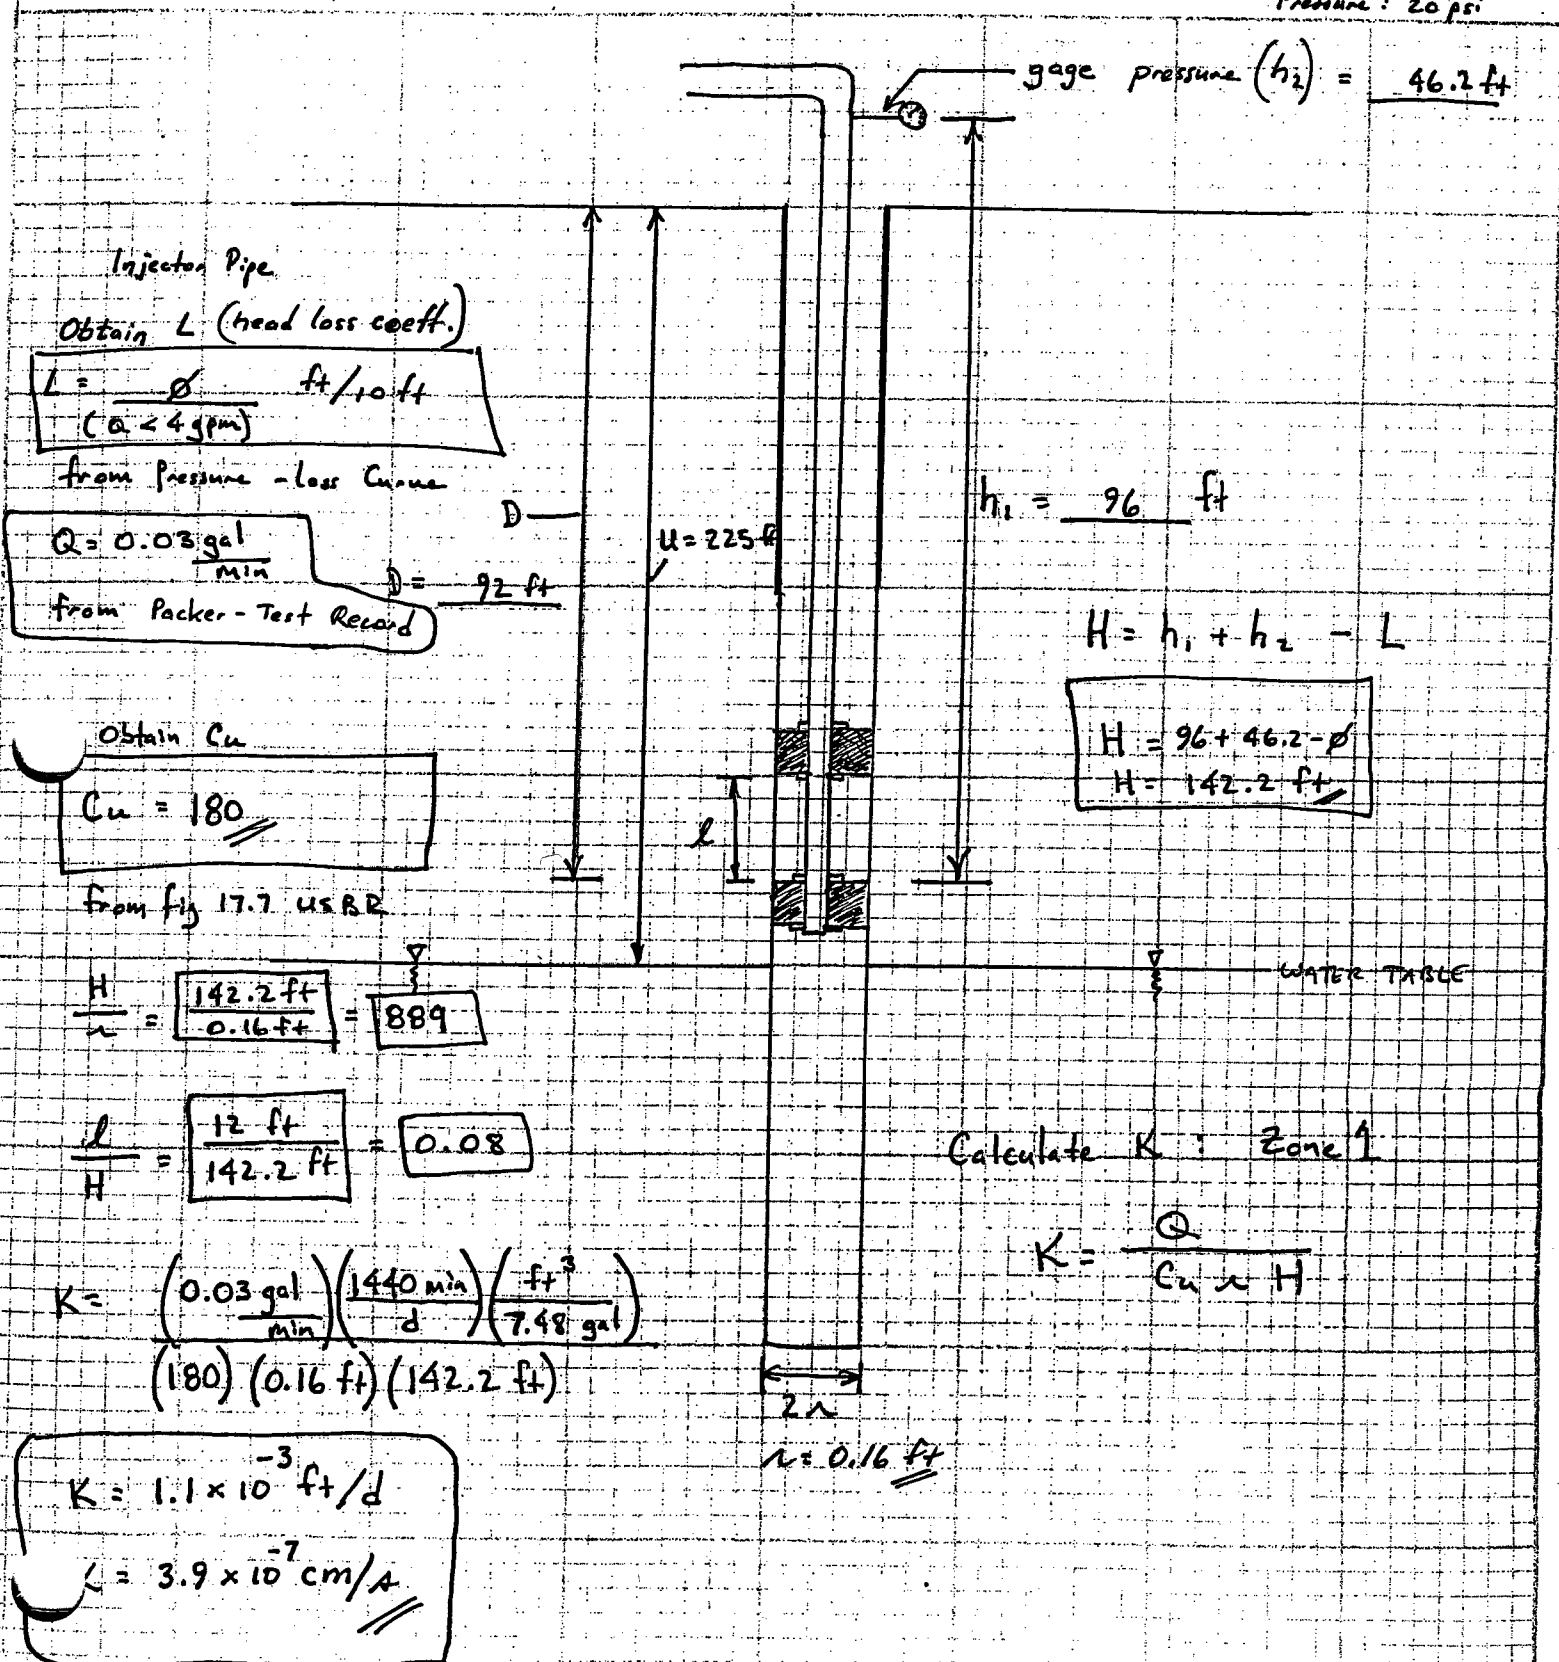 Pressure : 20 psi
gage pressure (h₂) = 46.2 ft
Injector Pipe
Obtain L (head loss coeff.)
L = Ø ft/10 ft
(Q < 4 gpm)
from Pressure - Loss Curve
D
U = 225 ft
h₁ = 96 ft
Q = 0.03 gal/min
D = 92 ft
from Packer - Test Record
H = h₁ + h₂ - L
H = 96 + 46.2 - Ø
H = 142.2 ft
Obtain Cu
Cu = 180
l
from fig 17.7 USBR
WATER TABLE
H/r = 142.2 ft/0.16 ft = 889
l/H = 12 ft/142.2 ft = 0.08
Calculate K : Zone 1
K = Q/(Cu r H)
K = (0.03 gal/min)(1440 min/d)(ft³/7.48 gal)
(180) (0.16 ft) (142.2 ft)
2r
r = 0.16 ft
K = 1.1 x 10⁻³ ft/d
K = 3.9 x 10⁻⁷ cm/s